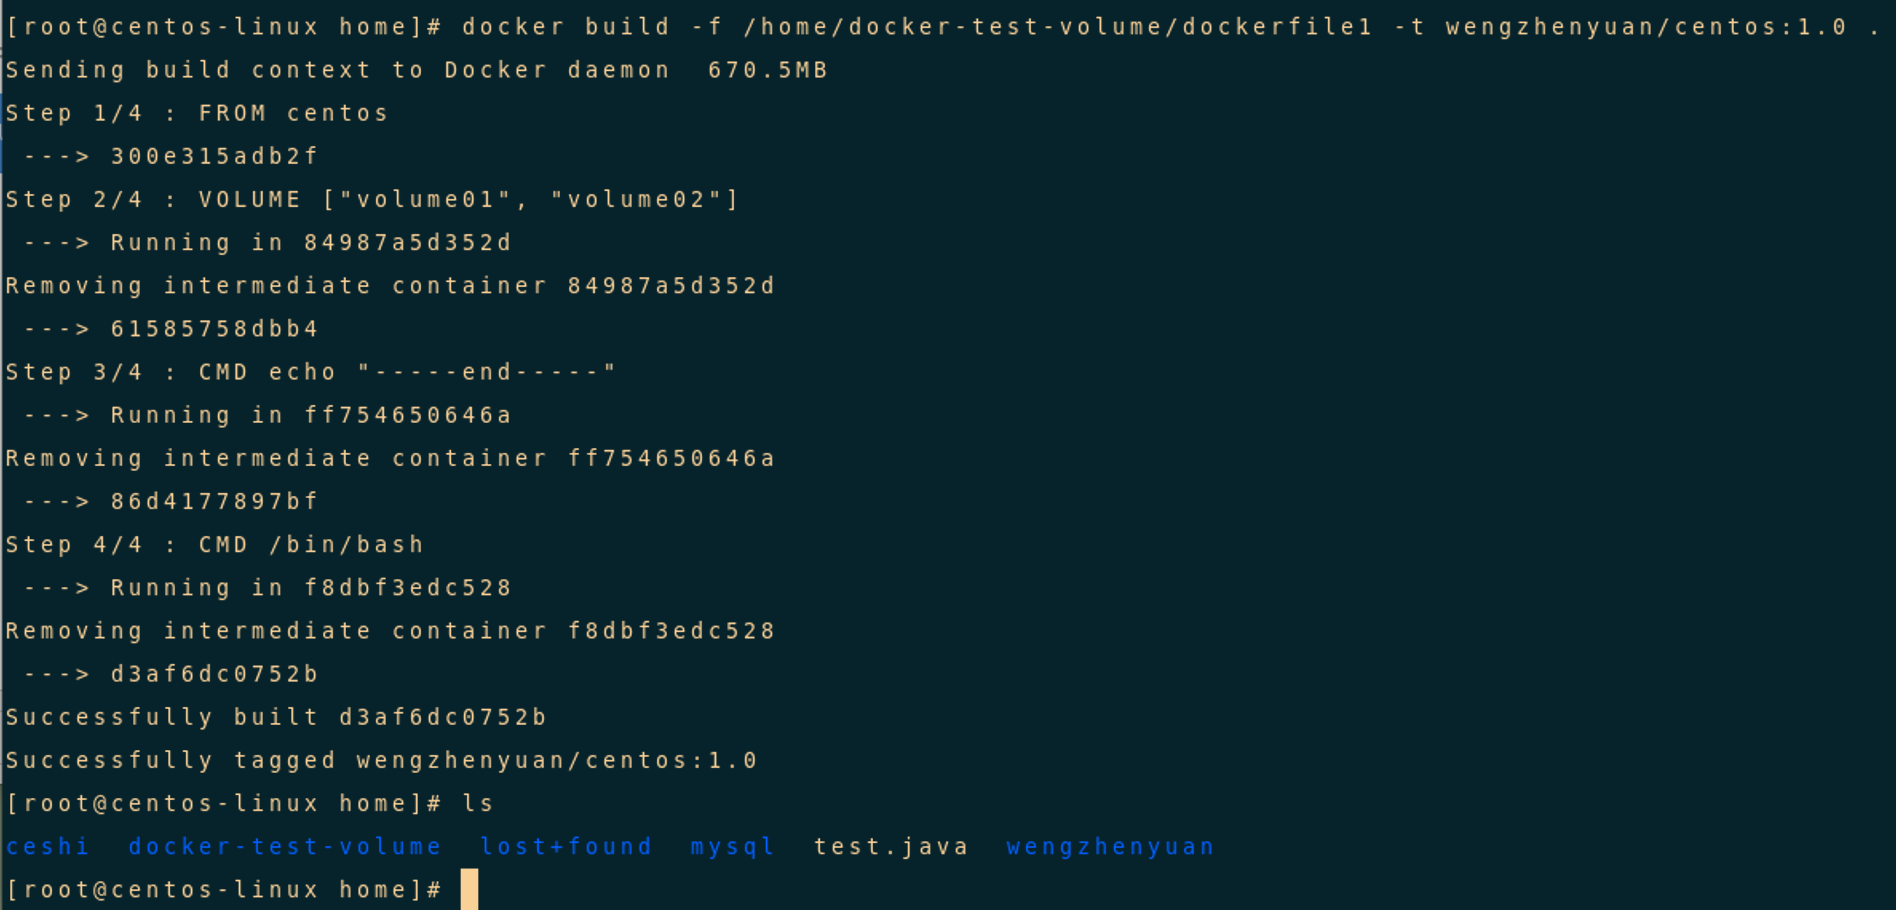 [root@centos-linux home]# docker build -f /home/docker-test-volume/dockerfile1 -t wengzhenyuan/centos:1.0 .
Sending build context to Docker daemon  670.5MB
Step 1/4 : FROM centos
 ---> 300e315adb2f
Step 2/4 : VOLUME ["volume01", "volume02"]
 ---> Running in 84987a5d352d
Removing intermediate container 84987a5d352d
 ---> 61585758dbb4
Step 3/4 : CMD echo "-----end-----"
 ---> Running in ff754650646a
Removing intermediate container ff754650646a
 ---> 86d4177897bf
Step 4/4 : CMD /bin/bash
 ---> Running in f8dbf3edc528
Removing intermediate container f8dbf3edc528
 ---> d3af6dc0752b
Successfully built d3af6dc0752b
Successfully tagged wengzhenyuan/centos:1.0
[root@centos-linux home]# ls
ceshi  docker-test-volume  lost+found  mysql  test.java  wengzhenyuan
[root@centos-linux home]#